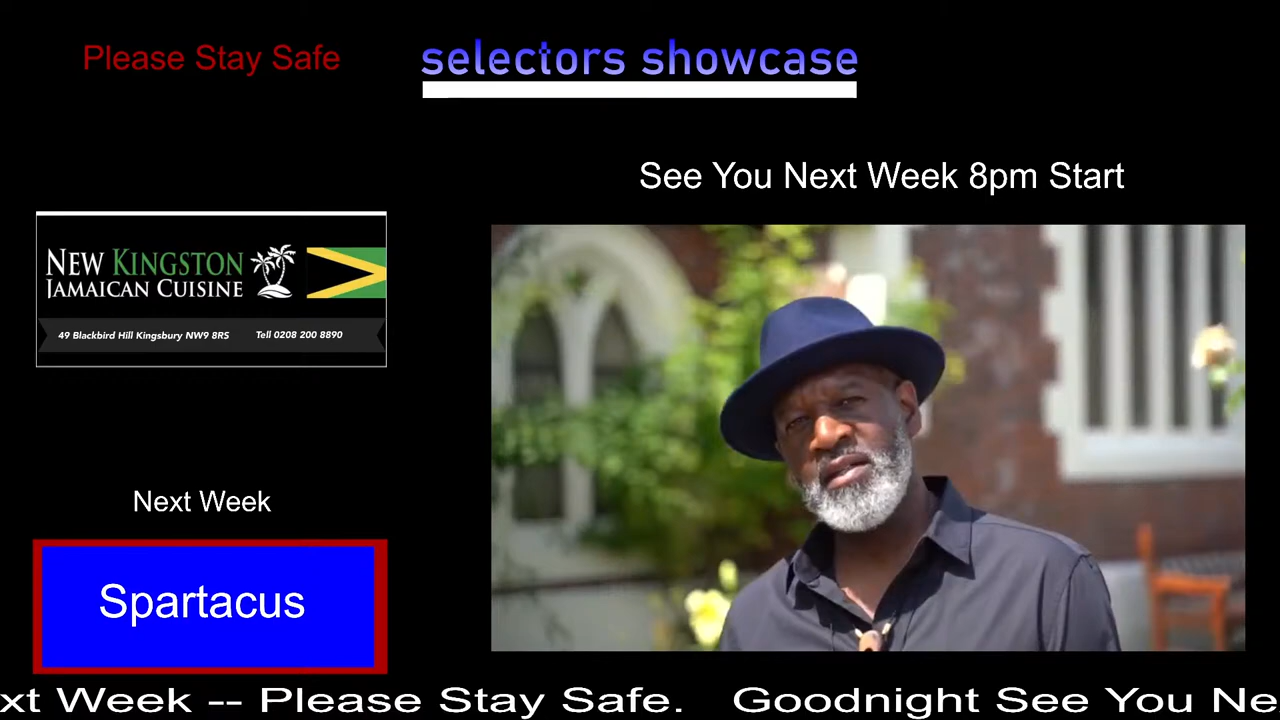 Please Stay Safe
selectors showcase
See You Next Week 8pm Start
NEW KINGSTON
JAMAICAN CUISINE
49 Blackbird Hill Kingsbury NW9 8RS Tell 0208 200 8890
Next Week
Spartacus
xt Week -- Please Stay Safe. Goodnight See You Ne